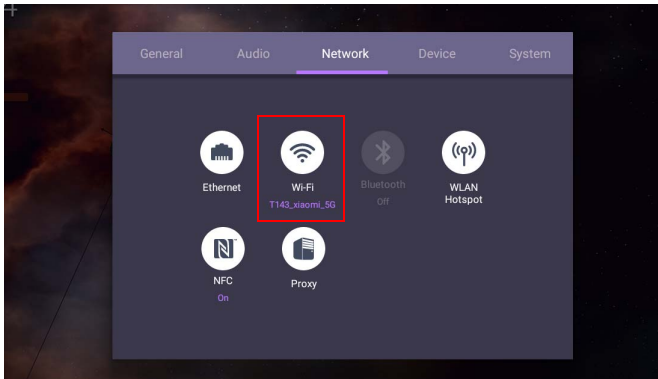 General Audio Network Device System
Ethernet
Wi-Fi
T143_xiaomi_5G
Bluetooth
Off
WLAN
Hotspot
NFC
On
Proxy